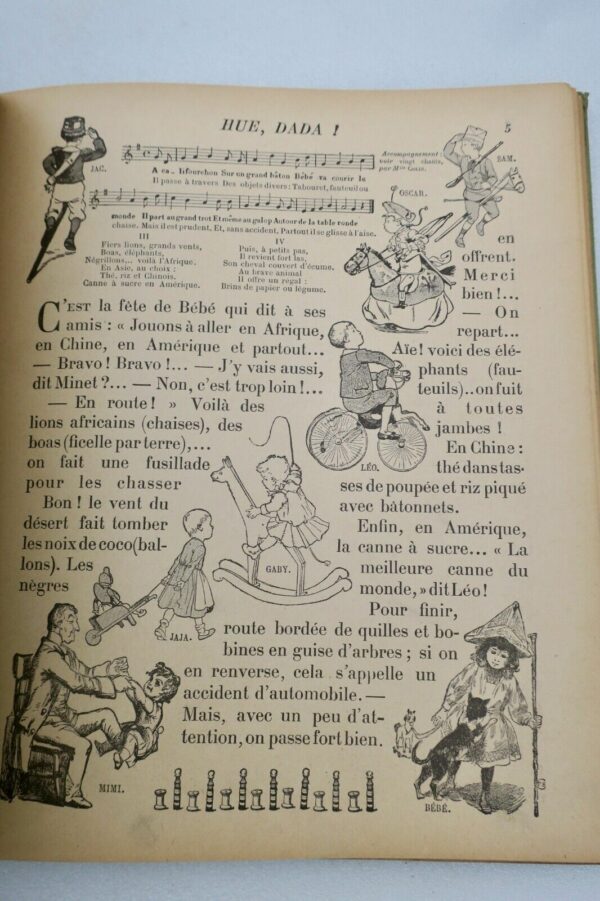 HUE, DADA !
5
Accompagnement :
voir vingt chants,
par Mlle
A ca_lifourchon Sur un grand bâton Bébé va courir le
Il passe à travers Des objets divers: Tabouret, fauteuil ou
monde Il part au grand trot Et même au galop Autour de la table ronde
chaise. Mais il est prudent, Et, sans accident, Partout il se glisse à l'aise.
III
Fiers lions, grands vents,
Boas, éléphants,
Négrillons... voilà l'Afrique.
En Asie, au choix :
Thé, riz et Chinois,
Canne à sucre en Amérique.
IV
Puis, à petits pas,
Il revient fort las,
Son cheval couvert d'écume.
Au brave animal
Il offre un régal :
Brins de papier ou légume.
JAC.
SAM.
OSCAR.
C'EST la fête de Bébé qui dit à ses
amis : « Jouons à aller en Afrique,
en Chine, en Amérique et partout...
— Bravo ! Bravo !... — J'y vais aussi,
dit Minet ?... — Non, c'est trop loin !...
— En route ! » Voilà des
lions africains (chaises), des
boas (ficelle par terre),...
on fait une fusillade
pour les chasser
Bon ! le vent du
désert fait tomber
les noix de coco (bal-
lons). Les
nègres
en
offrent.
Merci
bien !...
— On
repart...
Aïe ! voici des élé-
phants (fau-
teuils)..on fuit
à toutes
jambes !
En Chine :
thé dans tas-
ses de poupée et riz piqué
avec bâtonnets.
Enfin, en Amérique,
la canne à sucre... « La
meilleure canne du
monde, » dit Léo !
Pour finir,
route bordée de quilles et bo-
bines en guise d'arbres ; si on
en renverse, cela s'appelle un
accident d'automobile. —
Mais, avec un peu d'at-
tention, on passe fort bien.
LÉO.
GABY.
JAJA.
MIMI.
BÉBÉ.